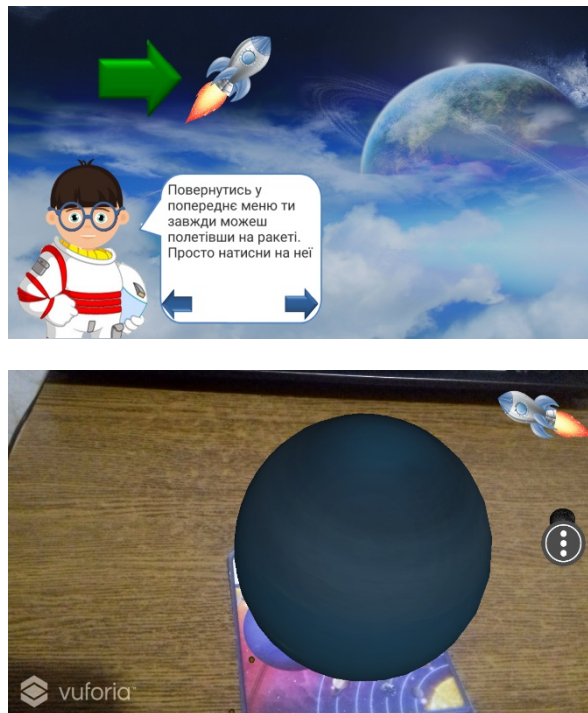 Повернутись у
попереднє меню ти
завжди можеш
полетівши на ракеті.
Просто натисни на неї
vuforia